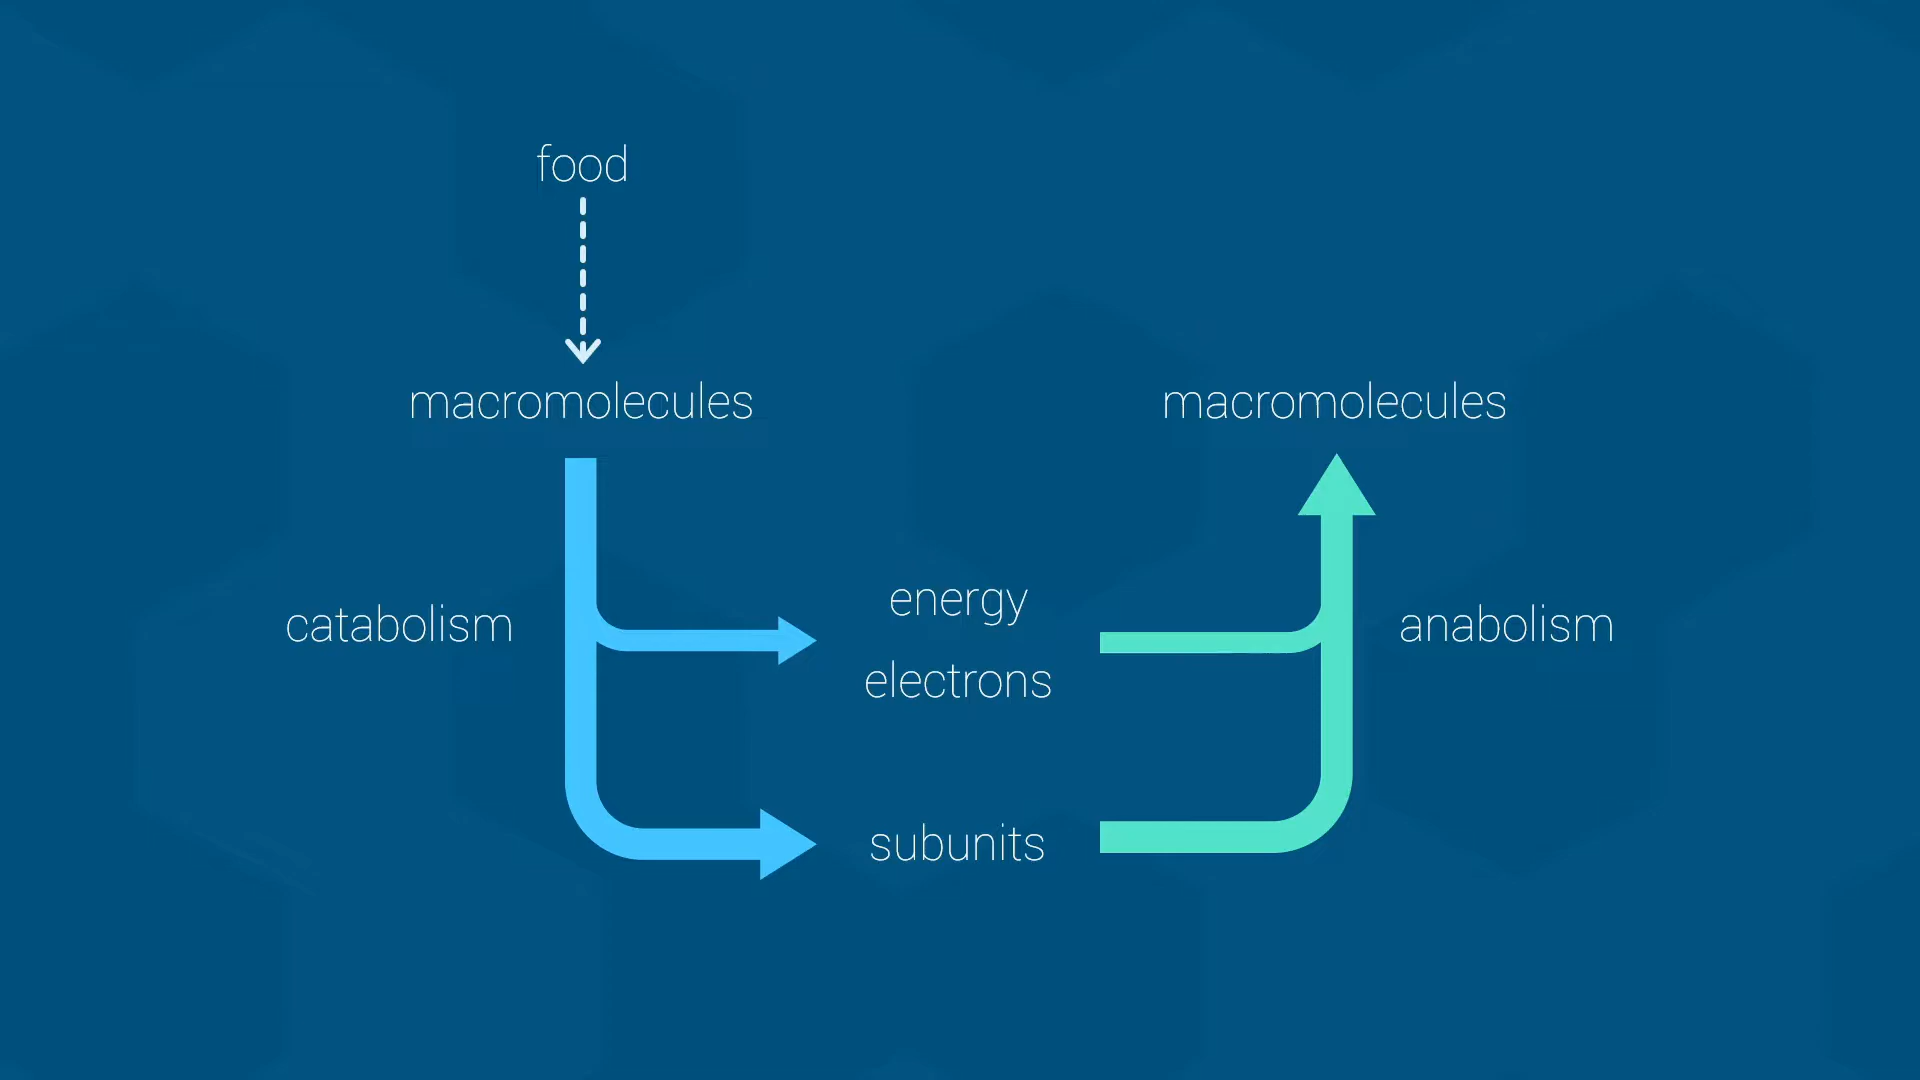 food
macromolecules
macromolecules
energy
catabolism
anabolism
electrons
subunits